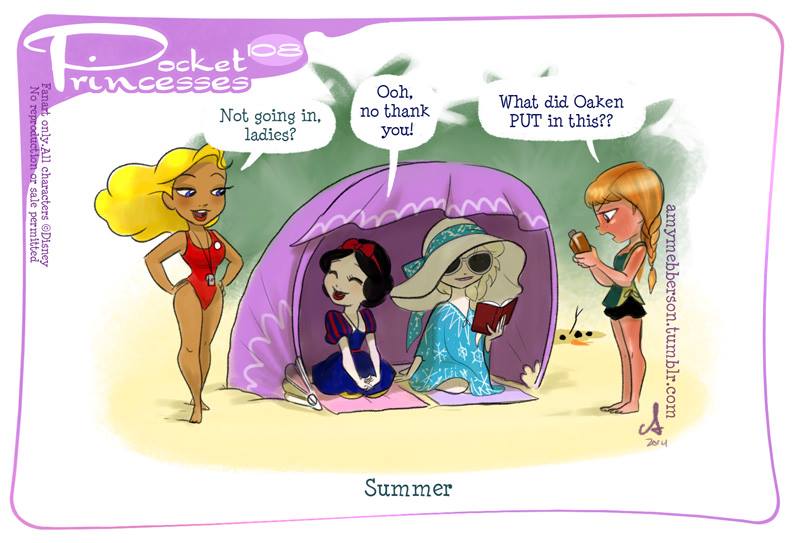 Pocket
Princesses
108
Fanart only. All characters ©Disney
No reproduction or sale permitted
Not going in,
ladies?
Ooh,
no thank
you!
What did Oaken
PUT in this??
amymebberson.tumblr.com
A
2014
Summer